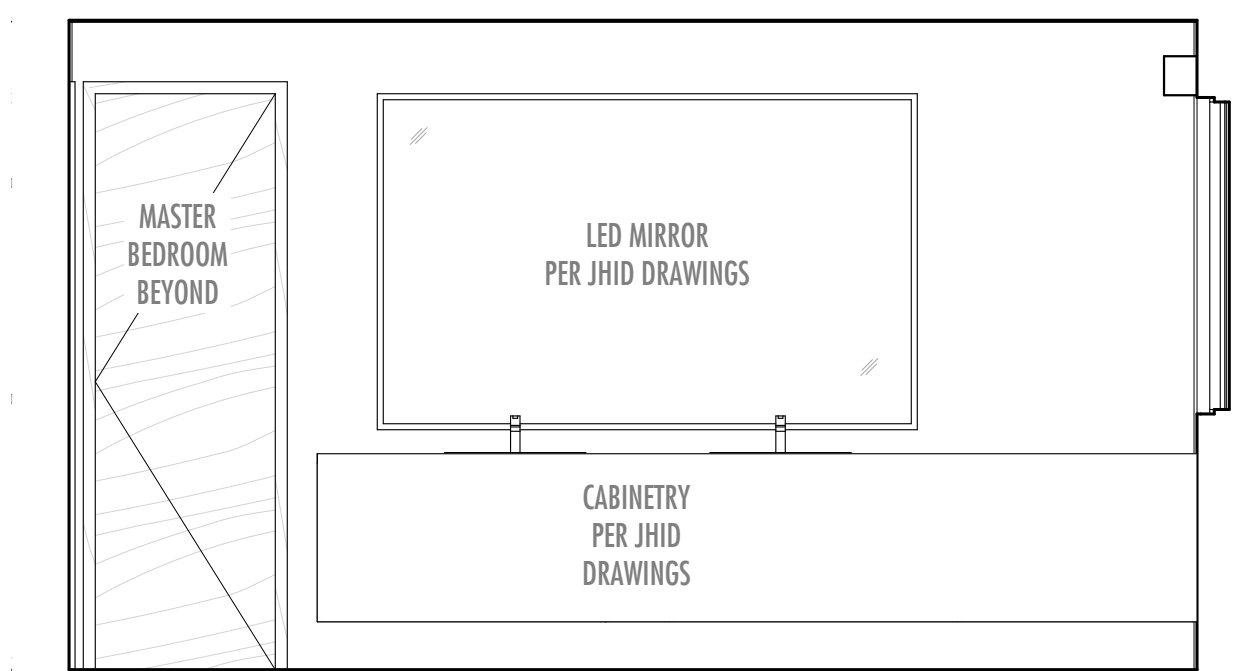 MASTER
BEDROOM
BEYOND
LED MIRROR
PER JHID DRAWINGS
CABINETRY
PER JHID
DRAWINGS